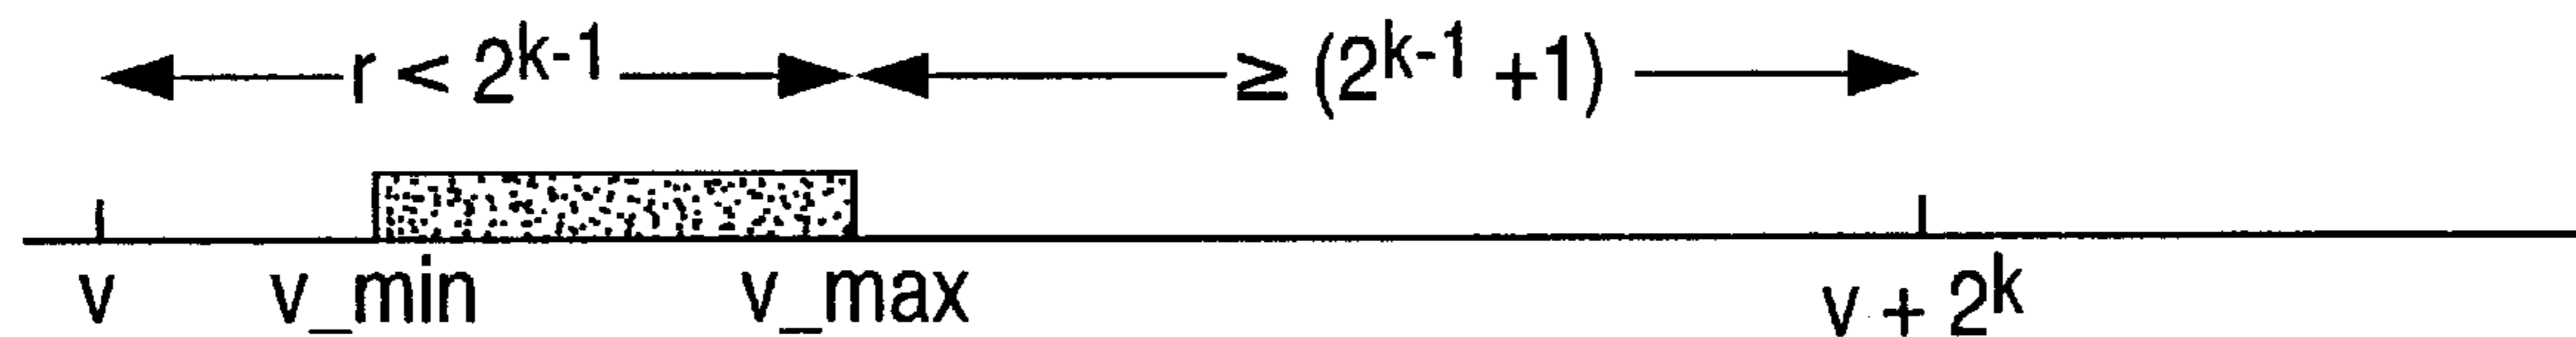 r < 2^k-1 ≥ (2^k-1 +1)
v v_min v_max v + 2^k